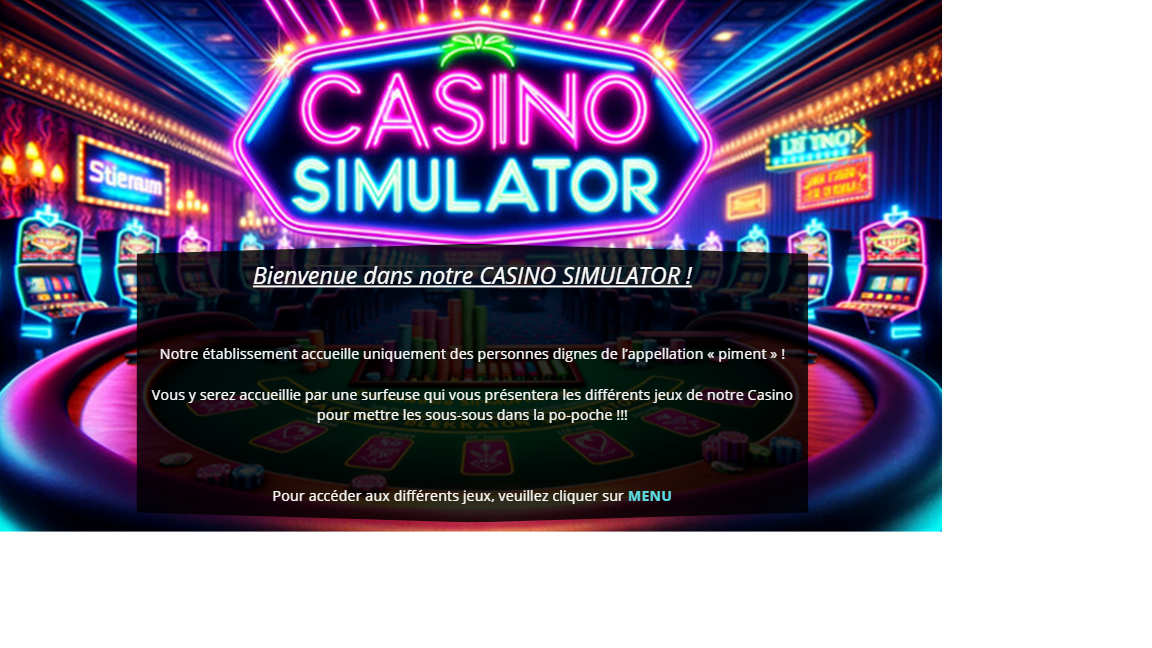 CASINO
SIMULATOR
Bienvenue dans notre CASINO SIMULATOR !
Notre établissement accueille uniquement des personnes dignes de l’appellation « piment » !
Vous y serez accueillie par une surfeuse qui vous présentera les différents jeux de notre Casino
pour mettre les sous-sous dans la po-poche !!!
Pour accéder aux différents jeux, veuillez cliquer sur MENU